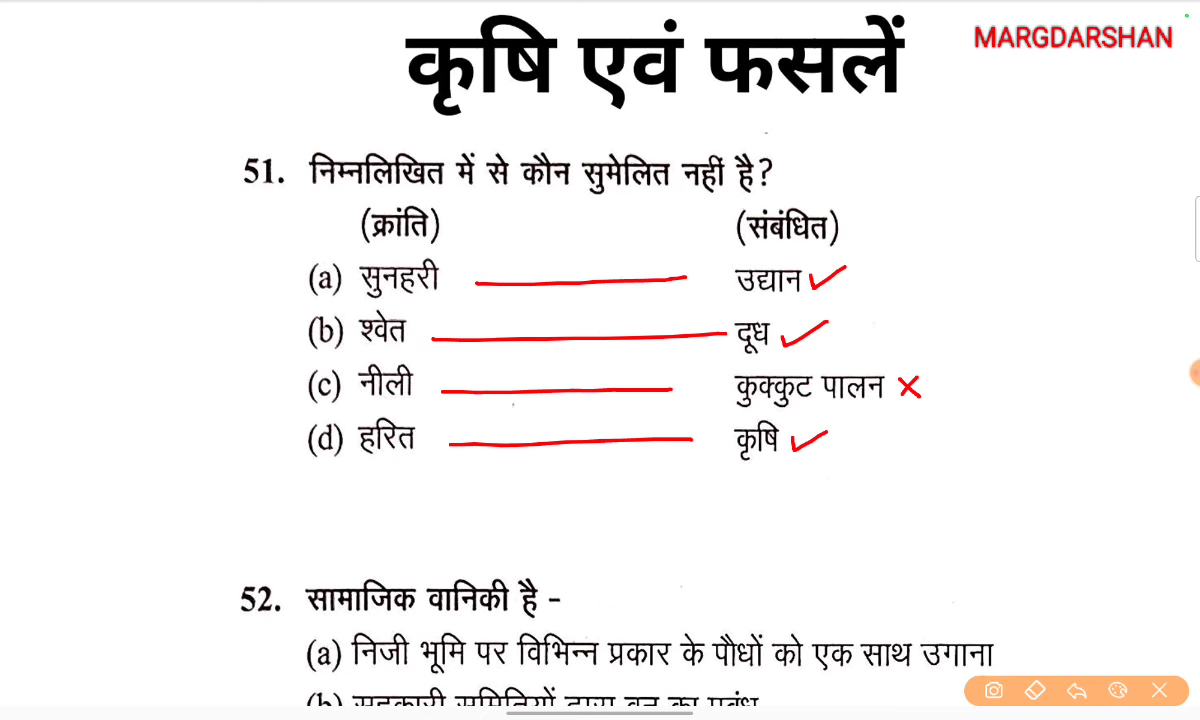 कृषि एवं फसलें
MARGDARSHAN
51. निम्नलिखित में से कौन सुमेलित नहीं है?
(क्रांति) (संबंधित)
(a) सुनहरी उद्यान
(b) श्वेत दूध
(c) नीली कुक्कुट पालन
(d) हरित कृषि
52. सामाजिक वानिकी है -
(a) निजी भूमि पर विभिन्न प्रकार के पौधों को एक साथ उगाना